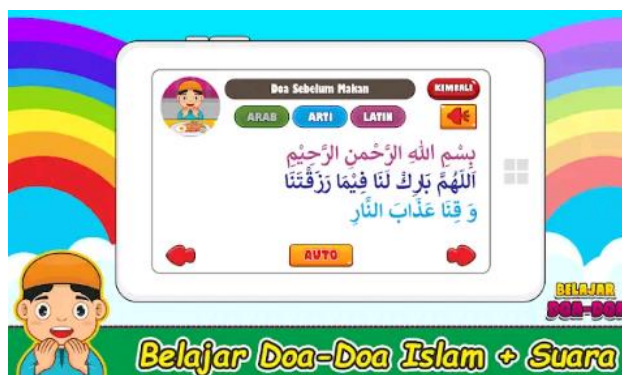 Doa Sebelum Makan
KEMBALI
ARAB
ARTI
LATIN
بِسْمِ اللهِ الرَّحْمنِ الرَّحِيْمِ
اَللّٰهُمَّ بَارِكْ لَنَا فِيْمَا رَزَقْتَنَا
وَ قِنَا عَذَابَ النَّارِ
AUTO
BELAJAR
DOA-DOA
Belajar Doa-Doa Islam + Suara